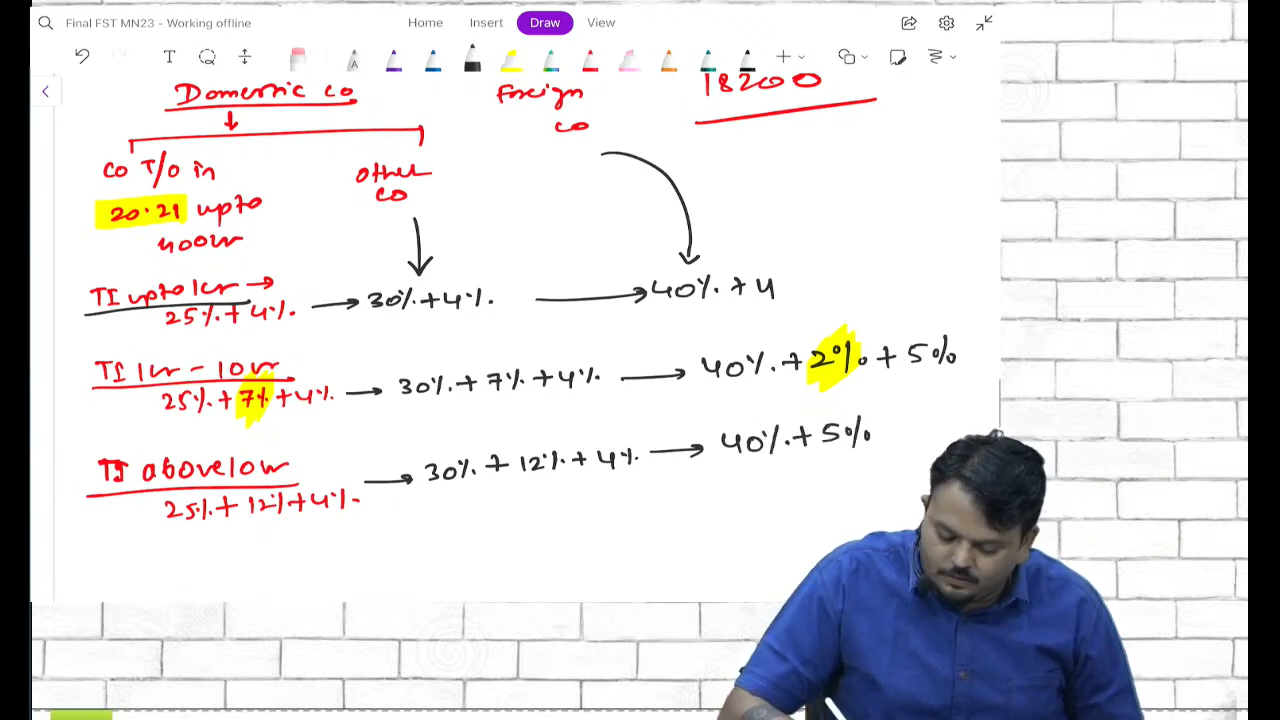 Final FST MN23 - Working offline
Home Insert Draw View
Domestic co
Foreign co
18200
co T/O in
20.21 upto
400cr
other
co
TI upto 1cr →
25% + 4% → 30% + 4% → 40% + 4
TI 1cr - 10cr
25% + 7% + 4% → 30% + 7% + 4% → 40% + 2% + 5%
TI above 10cr
25% + 12% + 4% → 30% + 12% + 4% → 40% + 5%